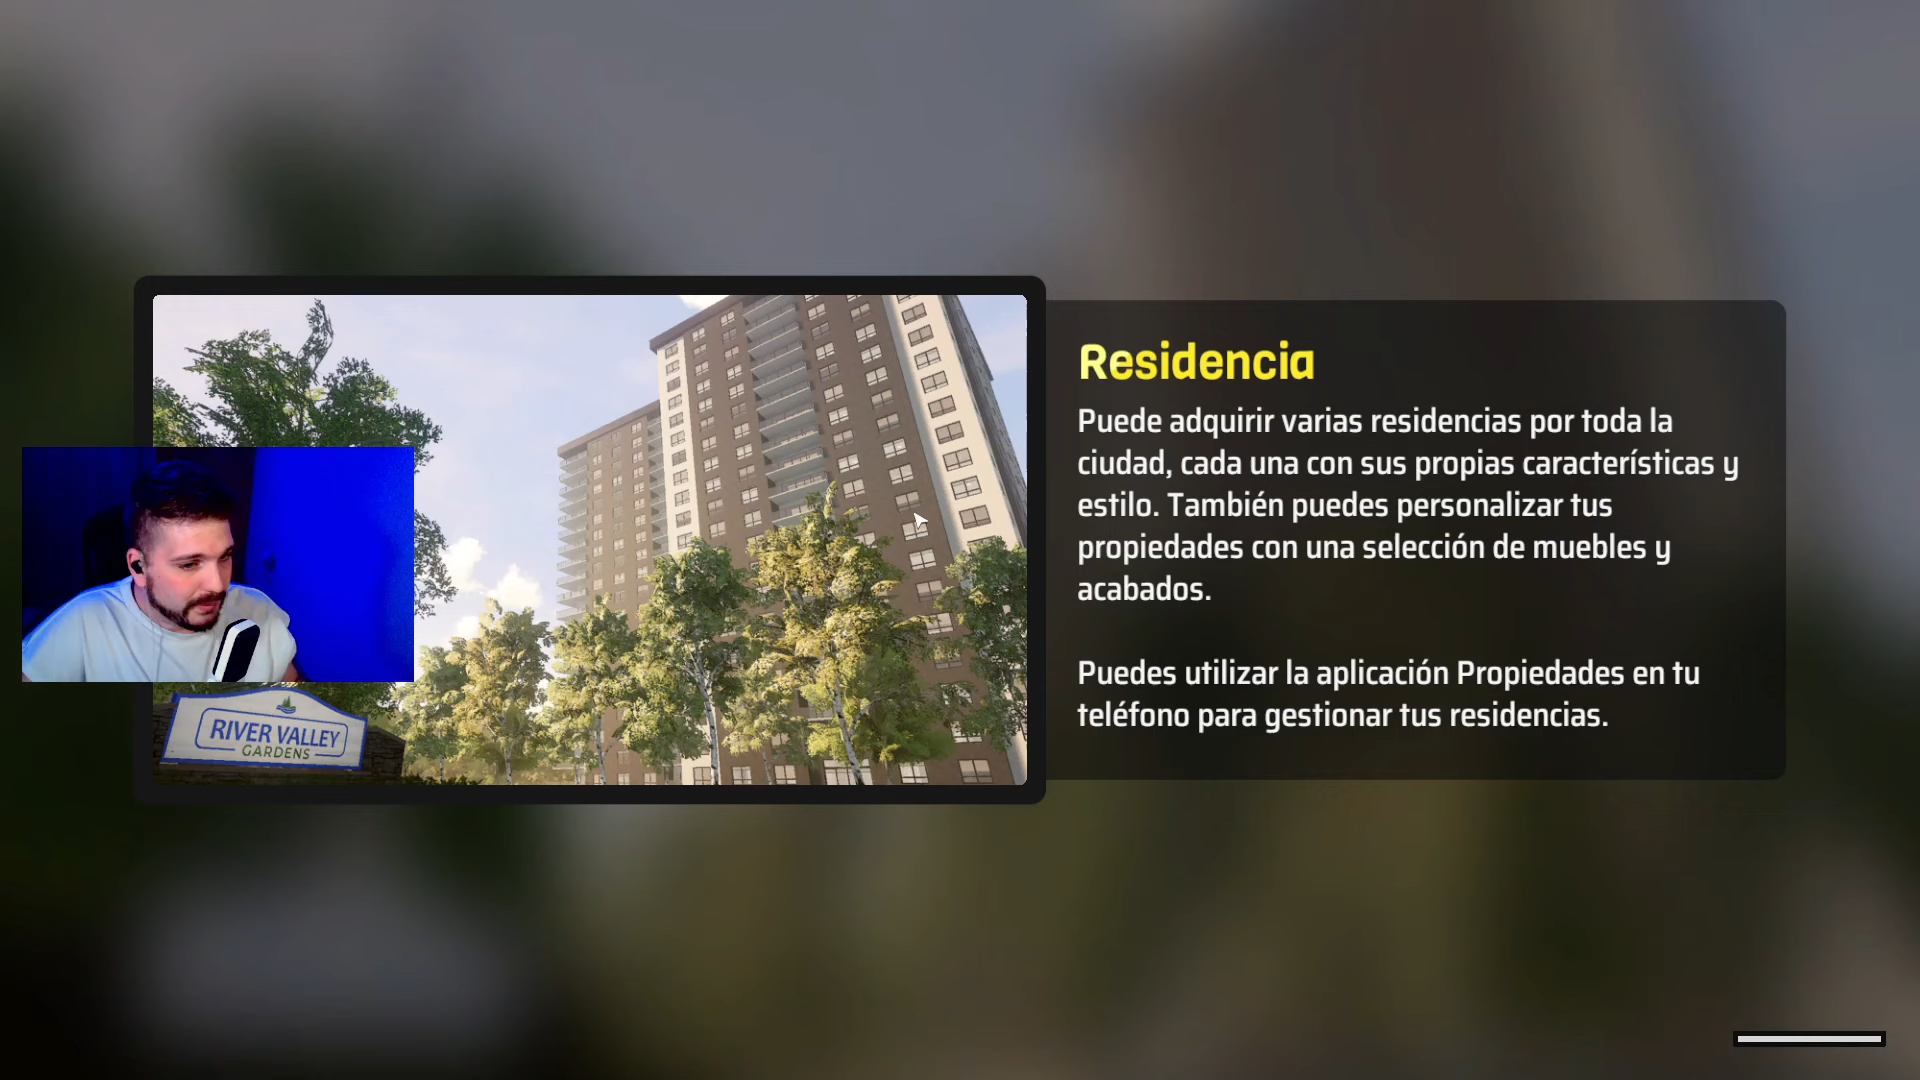 Residencia
Puede adquirir varias residencias por toda la
ciudad, cada una con sus propias características y
estilo. También puedes personalizar tus
propiedades con una selección de muebles y
acabados.
Puedes utilizar la aplicación Propiedades en tu
teléfono para gestionar tus residencias.
RIVER VALLEY
GARDENS